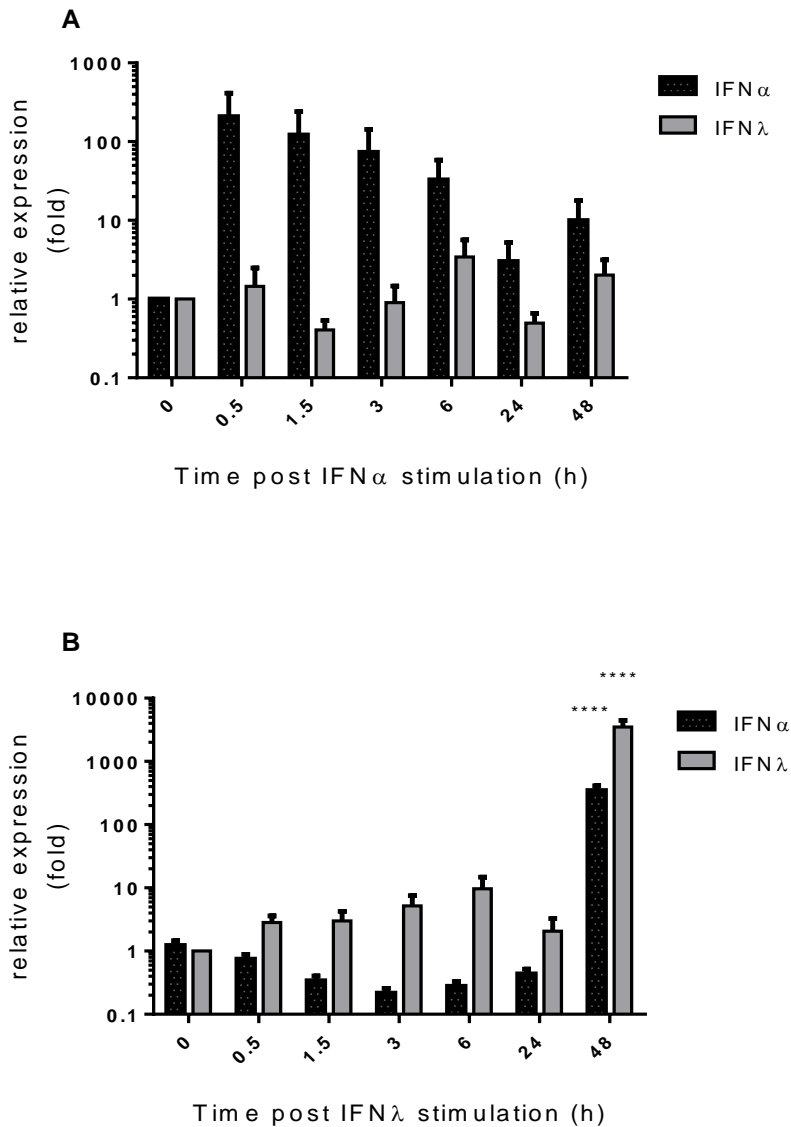 A
1000
100
10
1
0.1
relative expression
(fold)
0
0.5
1.5
3
6
24
48
Time post IFNα stimulation (h)
IFNα
IFNλ
B
10000
1000
100
10
1
0.1
relative expression
(fold)
****
****
0
0.5
1.5
3
6
24
48
Time post IFNλ stimulation (h)
IFNα
IFNλ